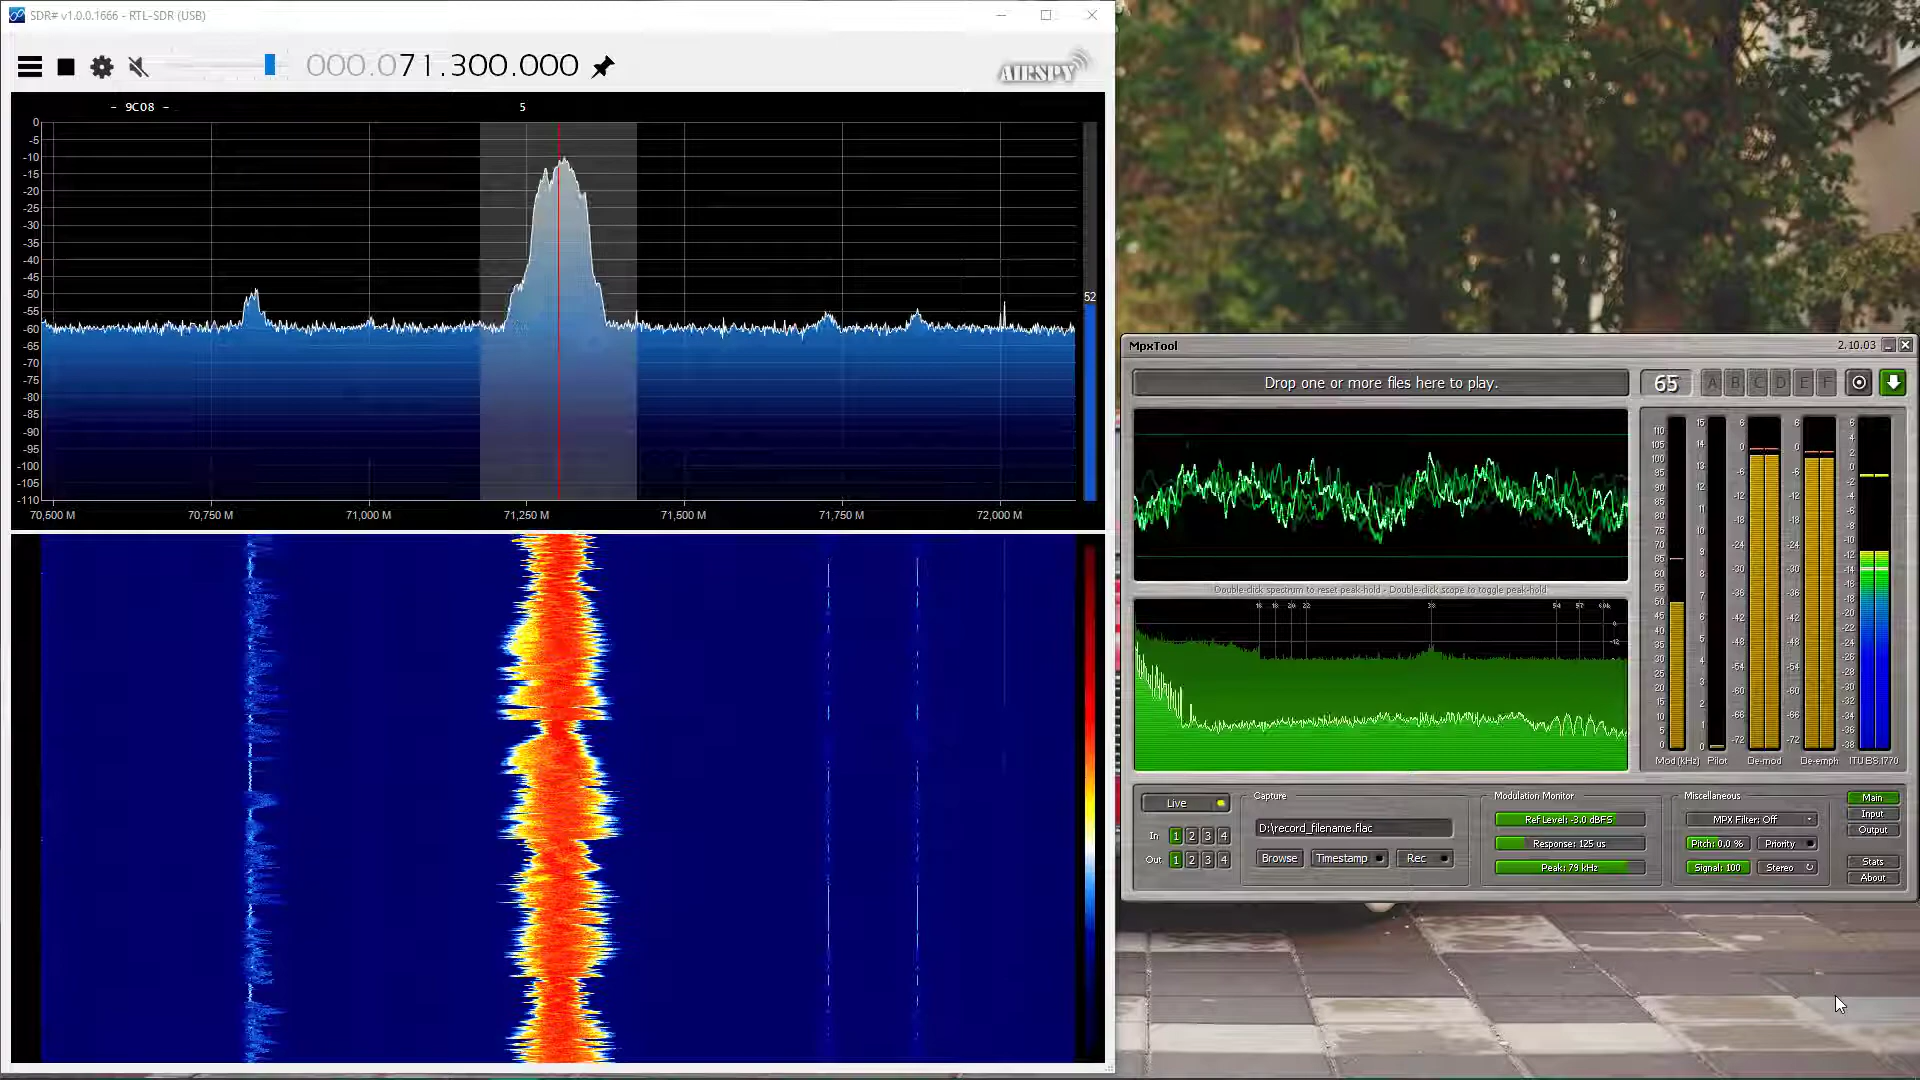 SDR# v1.0.0.1666 - RTL-SDR (USB)
000.071.300.000
AIRSPY
- 9C08 -
5
0
-5
-10
-15
-20
-25
-30
-35
-40
-45
-50
-55
-60
-65
-70
-75
-80
-85
-90
-95
-100
-105
-110
52
70,500 M
70,750 M
71,000 M
71,250 M
71,500 M
71,750 M
72,000 M
MpxTool
2.10.03
Drop one or more files here to play.
65
A B C D E F
Double-click spectrum to reset peak-hold - Double-click scope to toggle peak-hold
Mod (kHz) Pilot De-mod De-emph ITU BS.1770
Live
In 1 2 3 4
Out 1 2 3 4
Capture
D:\record_filename.flac
Browse Timestamp Rec
Modulation Monitor
Ref Level: -3.0 dBFS
Response: 125 us
Peak: 79 kHz
Miscellaneous
MPX Filter: Off
Pitch: 0.0 % Priority
Signal: 100 Stereo
Main
Input
Output
Stats
About